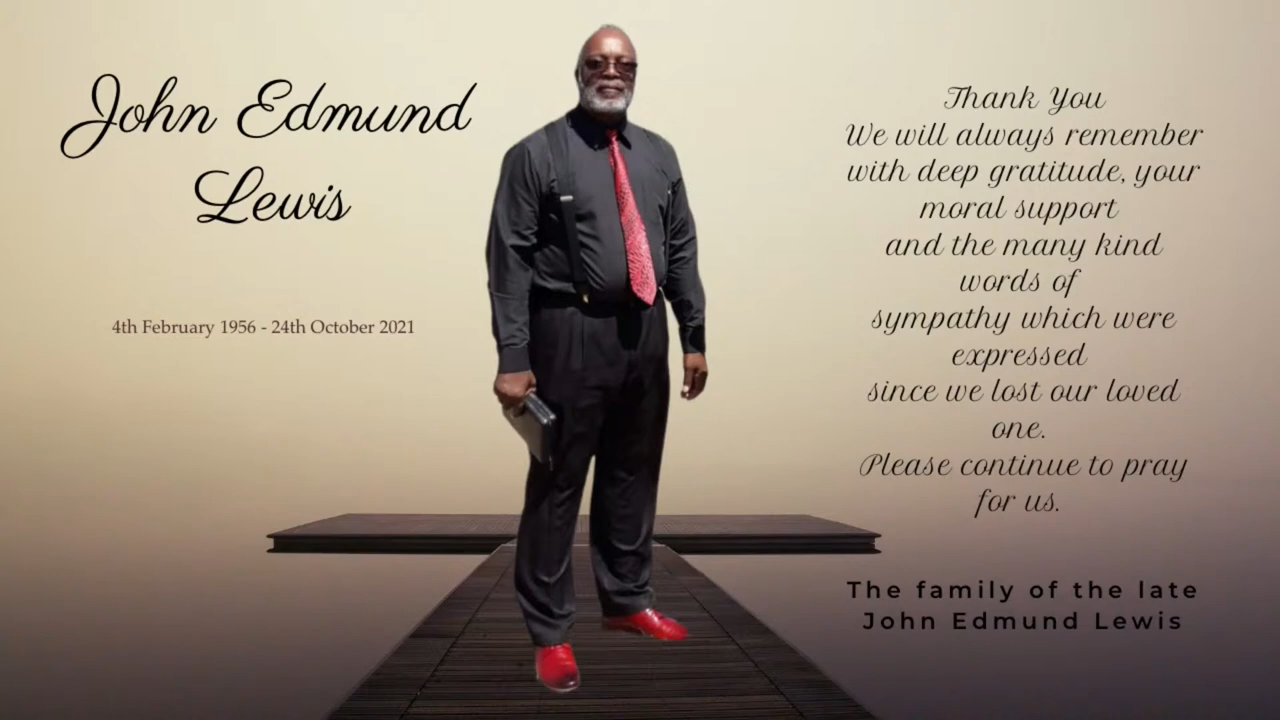 John Edmund
Lewis
4th February 1956 - 24th October 2021
Thank You
We will always remember
with deep gratitude, your
moral support
and the many kind
words of
sympathy which were
expressed
since we lost our loved
one.
Please continue to pray
for us.
The family of the late
John Edmund Lewis